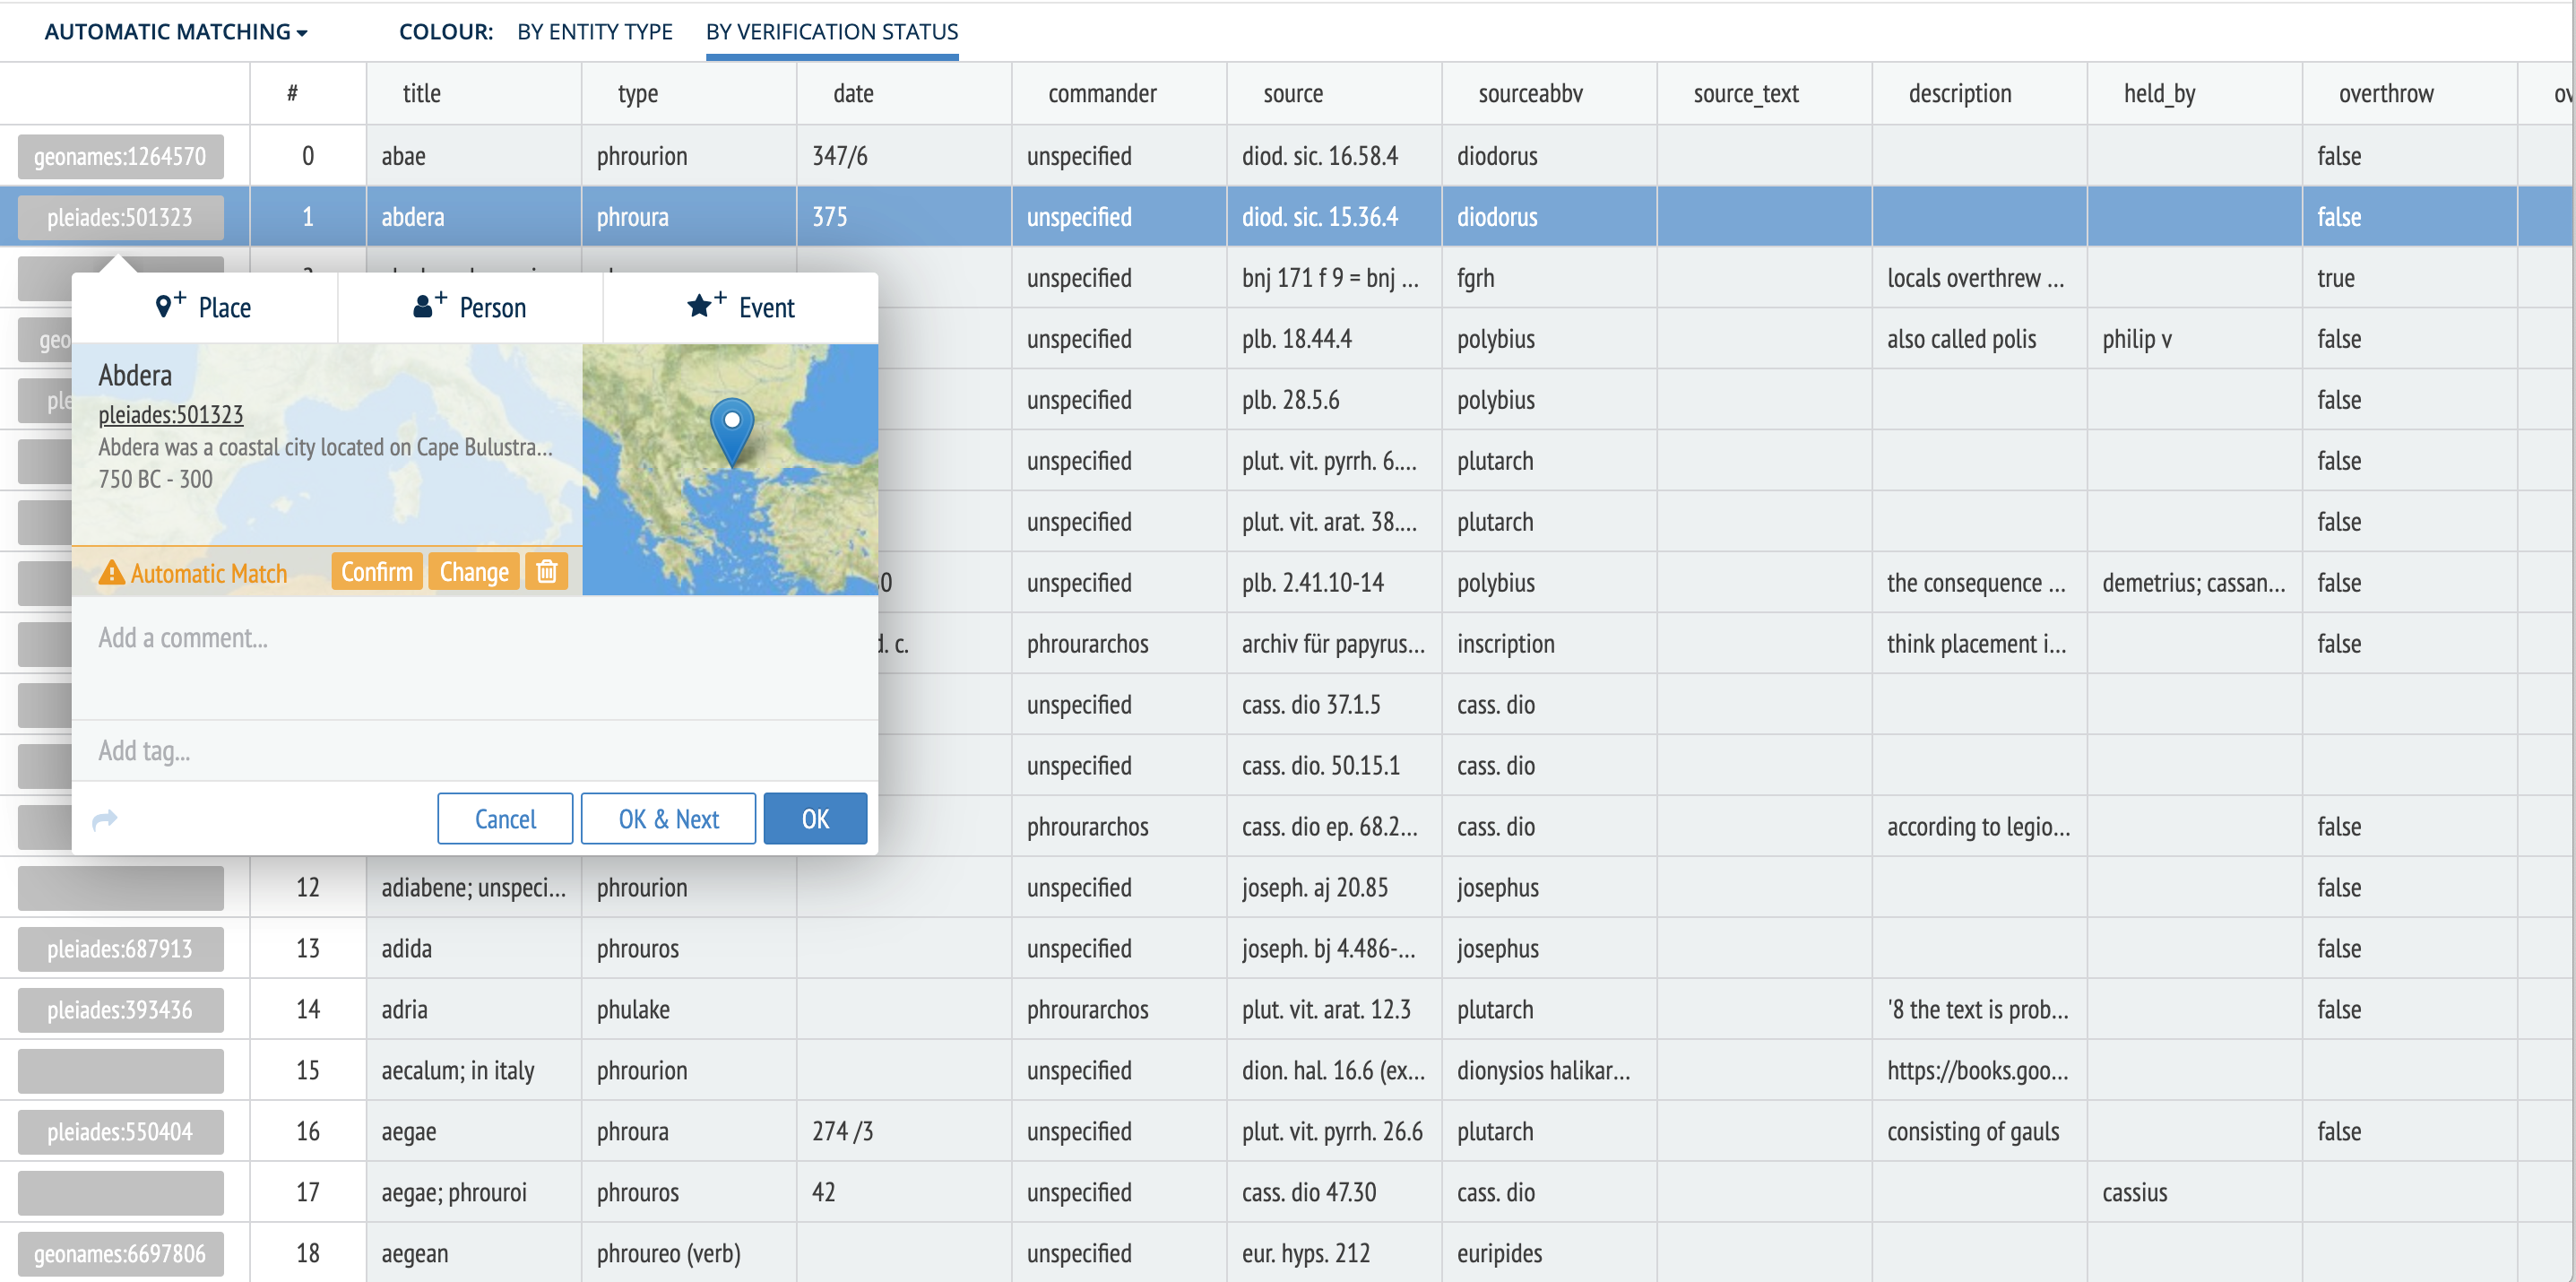 AUTOMATIC MATCHING COLOUR: BY ENTITY TYPE BY VERIFICATION STATUS
# title type date commander source sourceabbv source_text description held_by overthrow
geonames:1264570 0 abae phrourion 347/6 unspecified diod. sic. 16.58.4 diodorus false
pleiades:501323 1 abdera phroura 375 unspecified diod. sic. 15.36.4 diodorus false
unspecified bnj 171 f 9 = bnj ... fgrh locals overthrew ... true
Place Person Event
geo unspecified plb. 18.44.4 polybius also called polis philip v false
Abdera
ple unspecified plb. 28.5.6 polybius false
pleiades:501323
Abdera was a coastal city located on Cape Bulustra...
unspecified plut. vit. pyrrh. 6.... plutarch false
750 BC - 300
unspecified plut. vit. arat. 38.... plutarch false
Automatic Match Confirm Change
unspecified plb. 2.41.10-14 polybius the consequence ... demetrius; cassan... false
Add a comment...
d. c. phrourarchos archiv für papyrus... inscription think placement i... false
unspecified cass. dio 37.1.5 cass. dio
Add tag...
unspecified cass. dio. 50.15.1 cass. dio
Cancel OK & Next OK
phrourarchos cass. dio ep. 68.2... cass. dio according to legio... false
12 adiabene; unspeci... phrourion unspecified joseph. aj 20.85 josephus false
pleiades:687913 13 adida phrouros unspecified joseph. bj 4.486-... josephus false
pleiades:393436 14 adria phulake phrourarchos plut. vit. arat. 12.3 plutarch '8 the text is prob... false
15 aecalum; in italy phrourion unspecified dion. hal. 16.6 (ex... dionysios halikar... https://books.goo...
pleiades:550404 16 aegae phroura 274 /3 unspecified plut. vit. pyrrh. 26.6 plutarch consisting of gauls false
17 aegae; phrouroi phrouros 42 unspecified cass. dio 47.30 cass. dio cassius
geonames:6697806 18 aegean phroureo (verb) unspecified eur. hyps. 212 euripides